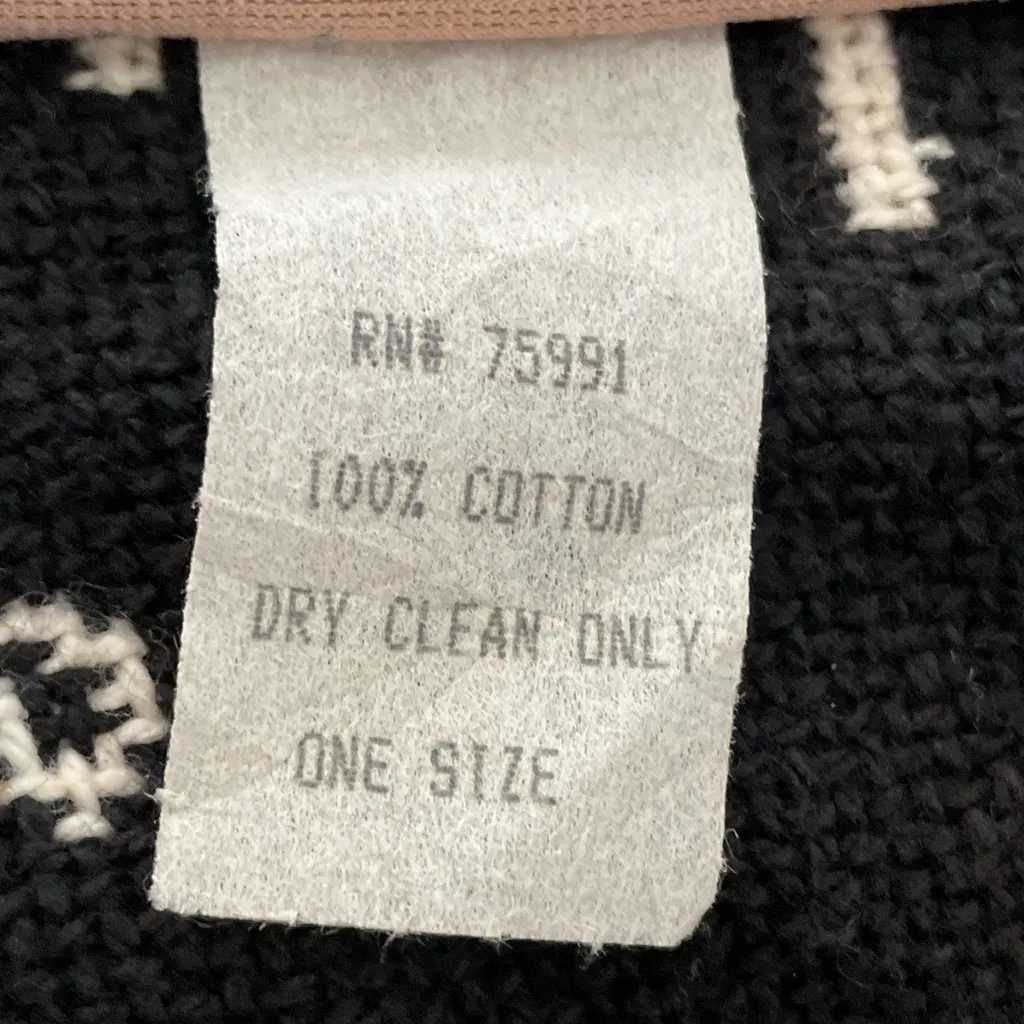 RN# 75991
100% COTTON
DRY CLEAN ONLY
ONE SIZE